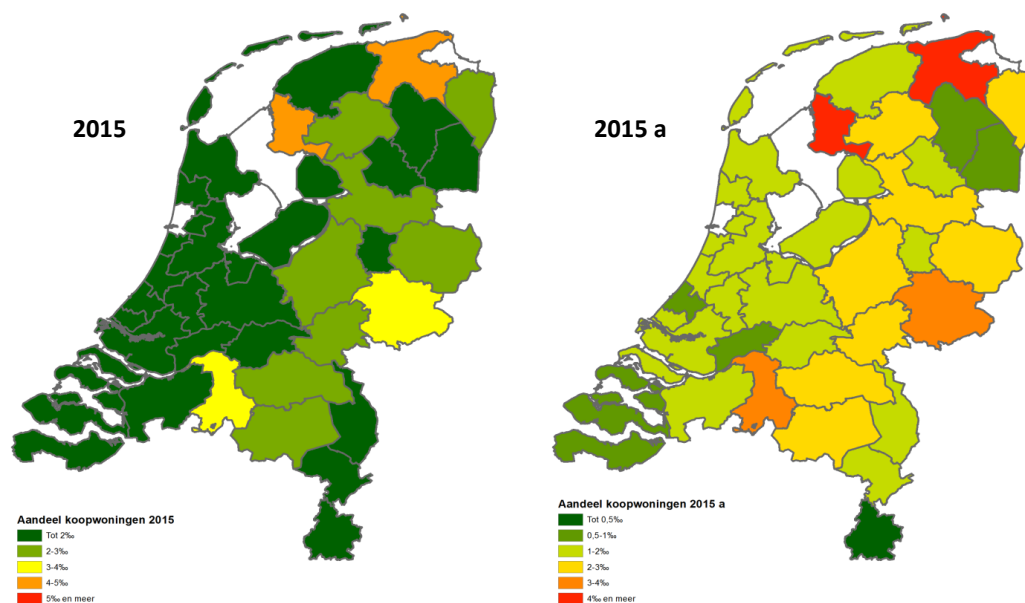 2015
Aandeel koopwoningen 2015
Tot 2‰
2-3‰
3-4‰
4-5‰
5‰ en meer
2015 a
Aandeel koopwoningen 2015 a
Tot 0,5‰
0,5-1‰
1-2‰
2-3‰
3-4‰
4‰ en meer